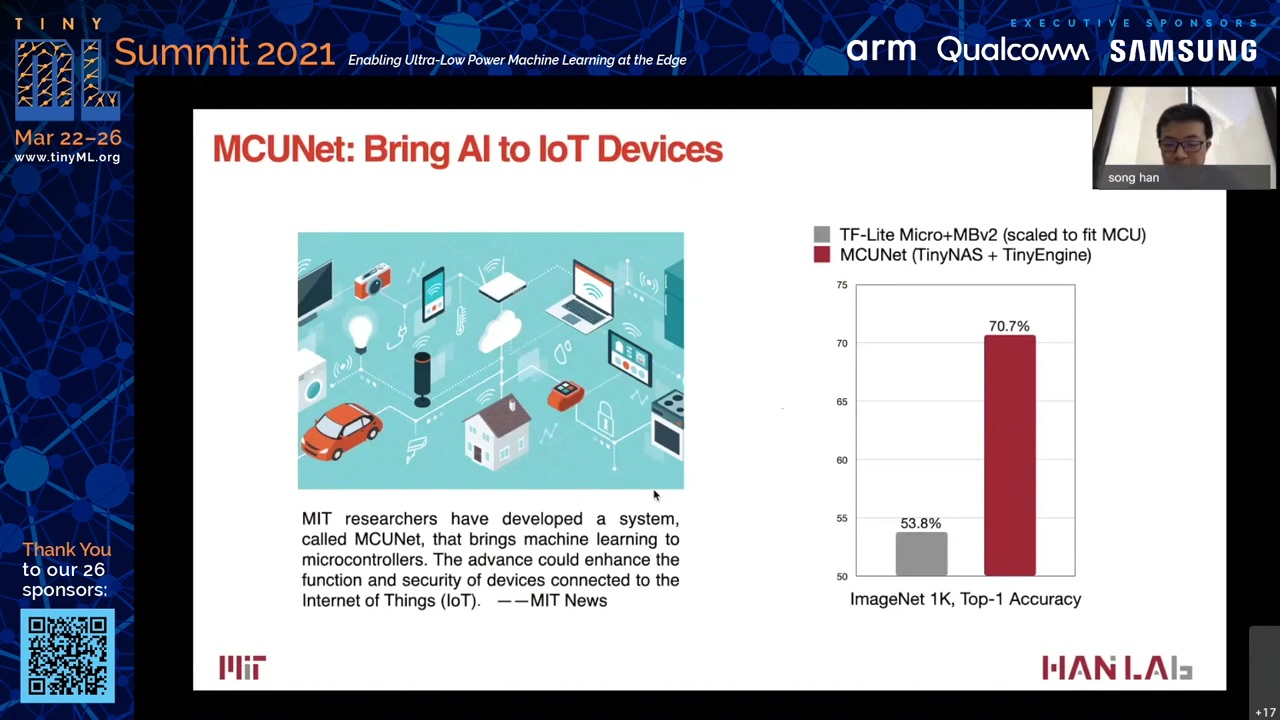 TINY
ML
Summit 2021
Enabling Ultra-Low Power Machine Learning at the Edge
EXECUTIVE SPONSORS
arm Qualcomm SAMSUNG
Mar 22–26
www.tinyML.org
MCUNet: Bring AI to IoT Devices
song han
TF-Lite Micro+MBv2 (scaled to fit MCU)
MCUNet (TinyNAS + TinyEngine)
75
70
65
60
55
50
53.8%
70.7%
ImageNet 1K, Top-1 Accuracy
MIT researchers have developed a system,
called MCUNet, that brings machine learning to
microcontrollers. The advance could enhance the
function and security of devices connected to the
Internet of Things (IoT). ——MIT News
Thank You
to our 26
sponsors:
MIT
HAN LAb
+17